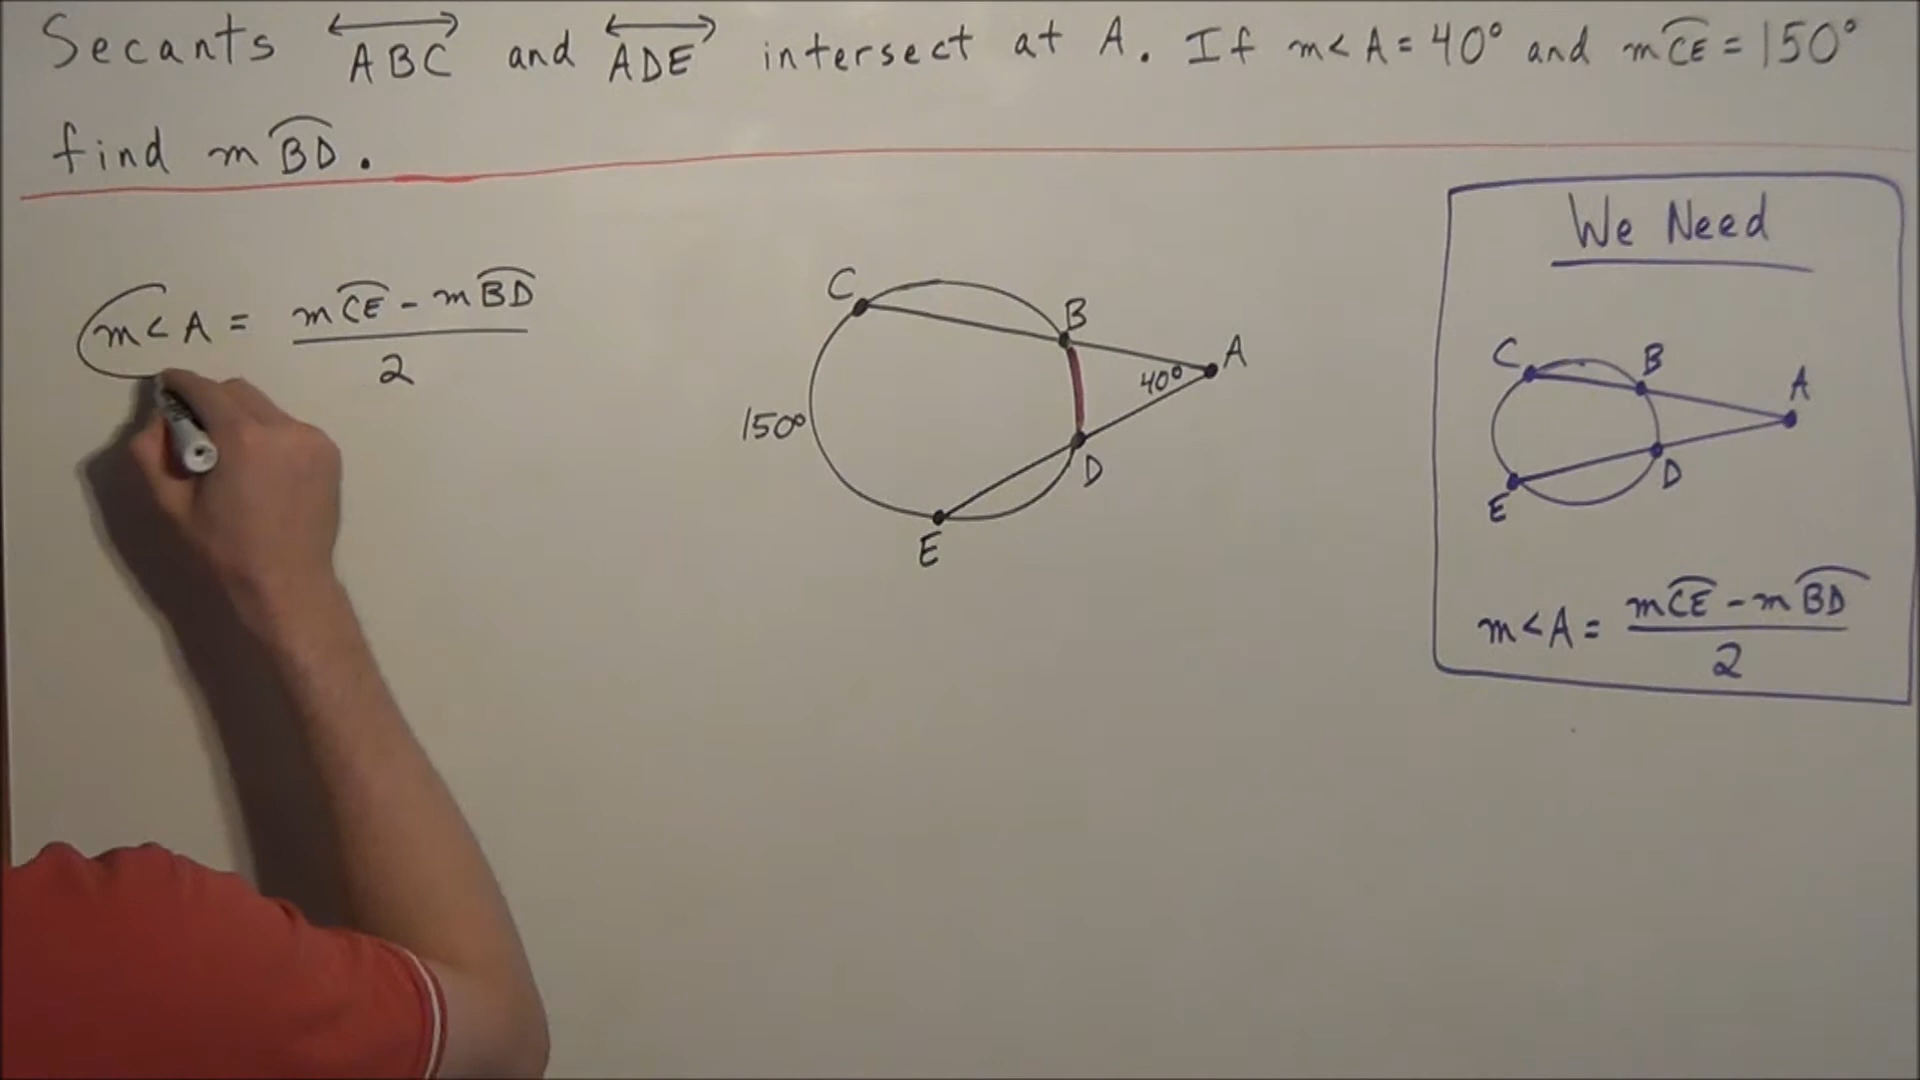 Secants ABC and ADE intersect at A. If m<A = 40° and mCE = 150°
find mBD.
m<A = mCE - mBD
2
C
B
A
40°
150°
D
E
We Need
C
B
A
E
D
m<A = mCE - mBD
2